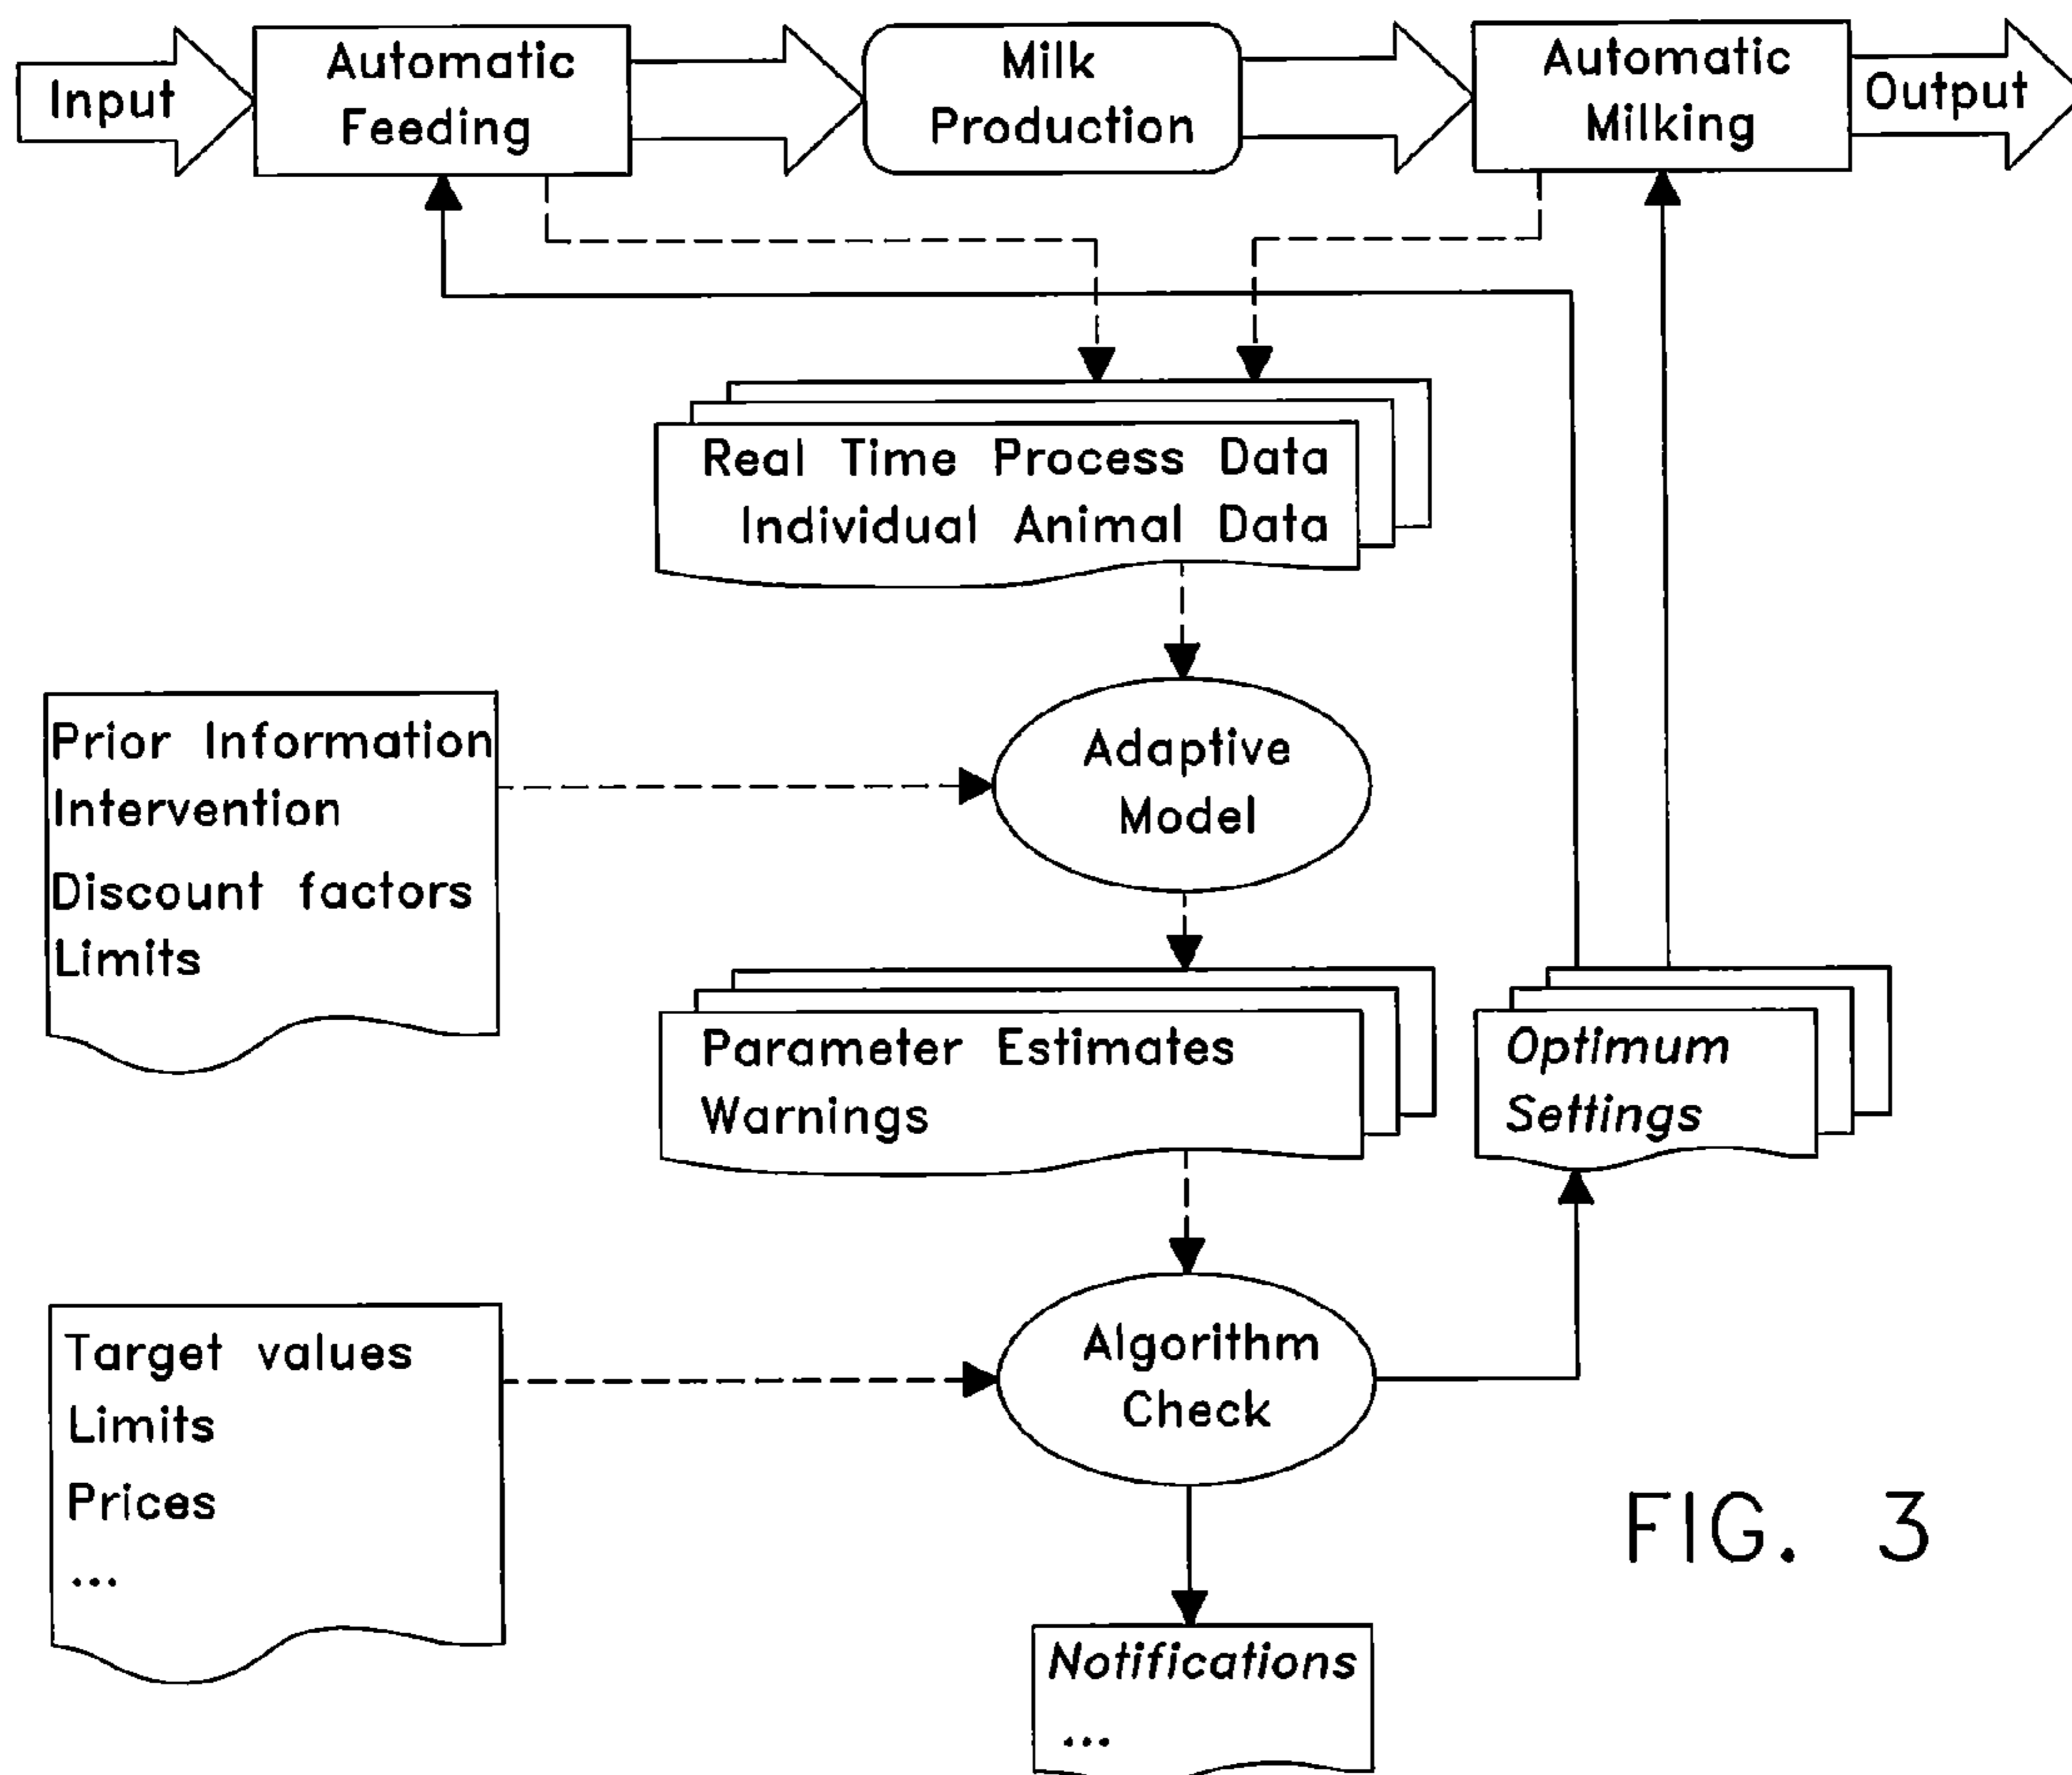 Input
Automatic
Feeding
Milk
Production
Automatic
Milking
Output
Real Time Process Data
Individual Animal Data
Prior Information
Intervention
Discount factors
Limits
Adaptive
Model
Parameter Estimates
Warnings
Optimum
Settings
Target values
Limits
Prices
...
Algorithm
Check
Notifications
...
FIG. 3